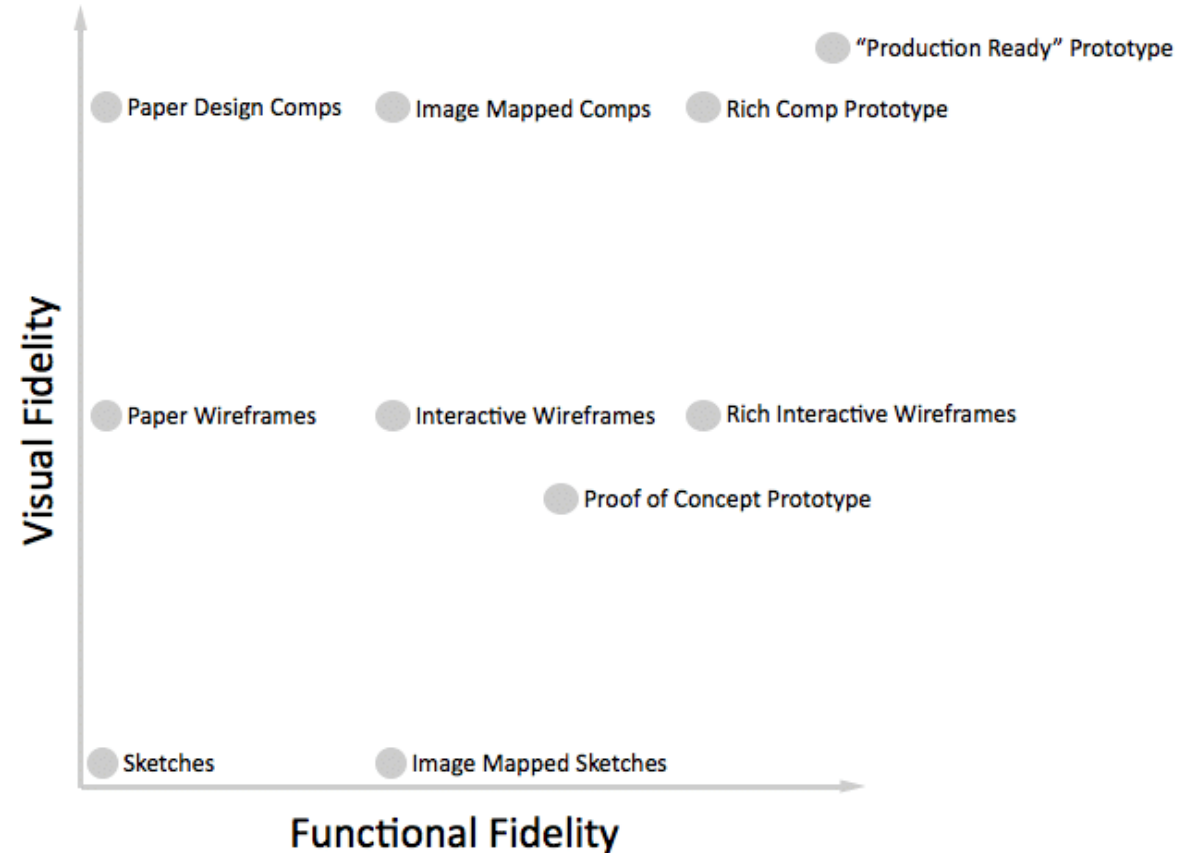 “Production Ready” Prototype
Paper Design Comps
Image Mapped Comps
Rich Comp Prototype
Visual Fidelity
Paper Wireframes
Interactive Wireframes
Rich Interactive Wireframes
Proof of Concept Prototype
Sketches
Image Mapped Sketches
Functional Fidelity